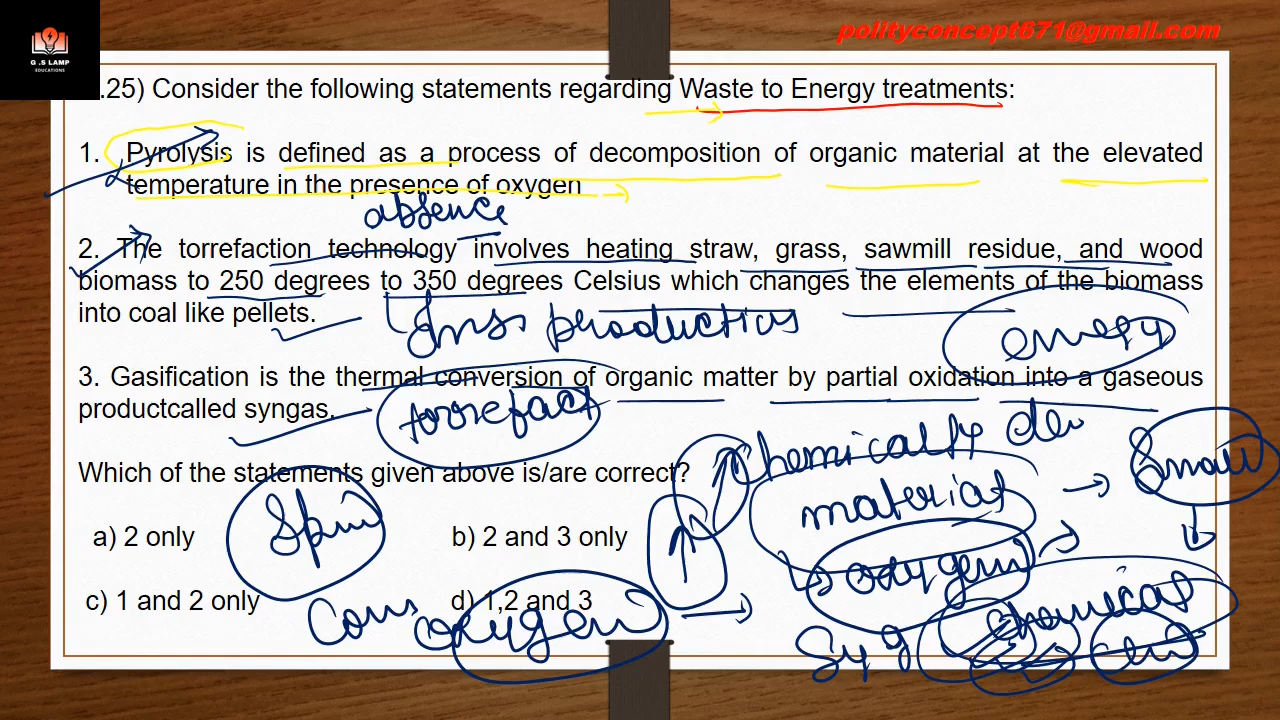 G .S LAMP
EDUCATIONS
polityconcept671@gmail.com
.25) Consider the following statements regarding Waste to Energy treatments:
1. Pyrolysis is defined as a process of decomposition of organic material at the elevated
temperature in the presence of oxygen
absence
2. The torrefaction technology involves heating straw, grass, sawmill residue, and wood
biomass to 250 degrees to 350 degrees Celsius which changes the elements of the biomass
into coal like pellets.
production
energy
3. Gasification is the thermal conversion of organic matter by partial oxidation into a gaseous
productcalled syngas.
torrefact
Which of the statements given above is/are correct?
material
a) 2 only
b) 2 and 3 only
c) 1 and 2 only
d) 1,2 and 3
oxygen
chemical